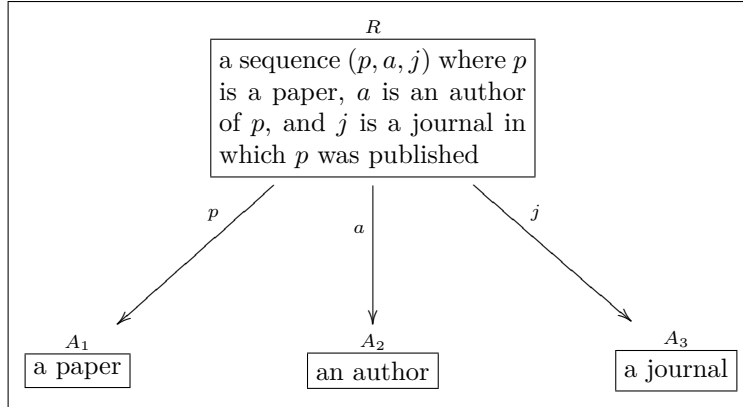 R
a sequence (p, a, j) where p
is a paper, a is an author
of p, and j is a journal in
which p was published
p
a
j
A₁
a paper
A₂
an author
A₃
a journal